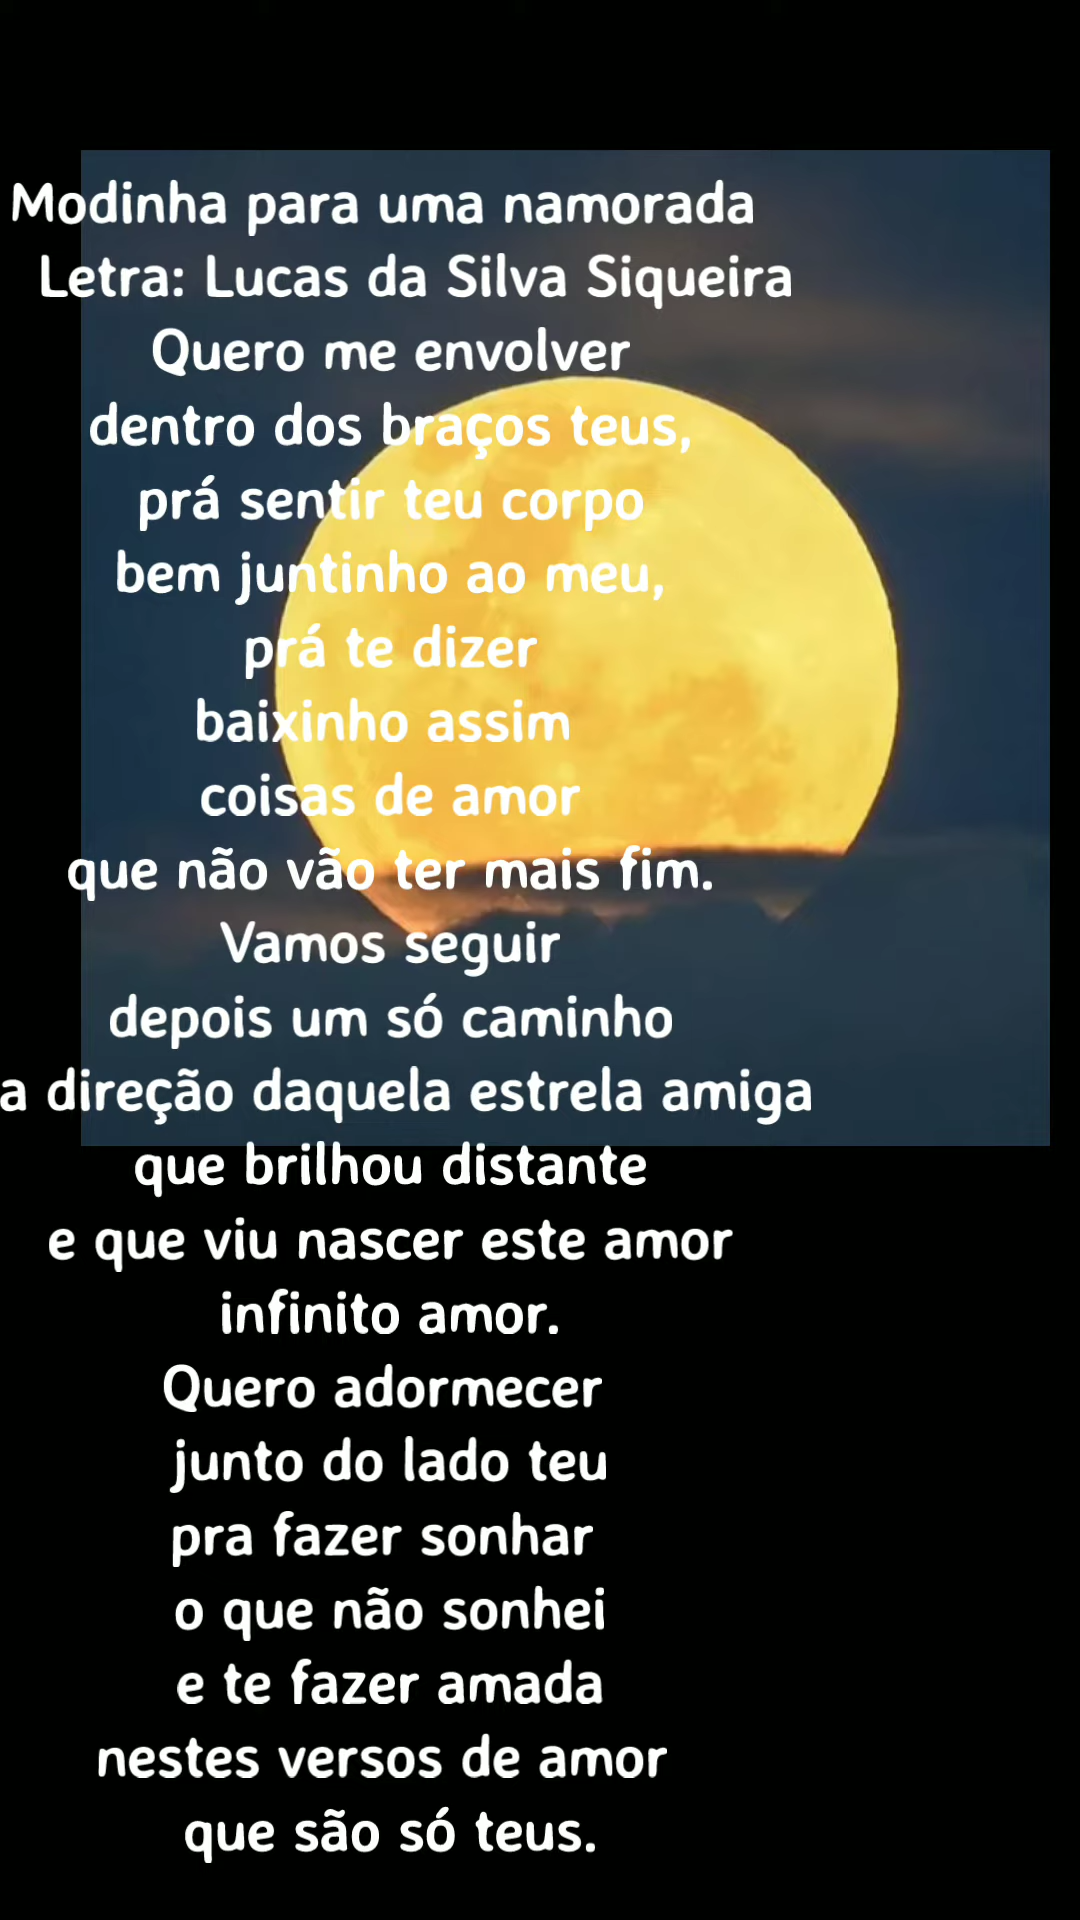 Modinha para uma namorada
Letra: Lucas da Silva Siqueira
Quero me envolver
dentro dos braços teus,
prá sentir teu corpo
bem juntinho ao meu,
prá te dizer
baixinho assim
coisas de amor
que não vão ter mais fim.
Vamos seguir
depois um só caminho
a direção daquela estrela amiga
que brilhou distante
e que viu nascer este amor
infinito amor.
Quero adormecer
junto do lado teu
pra fazer sonhar
o que não sonhei
e te fazer amada
nestes versos de amor
que são só teus.